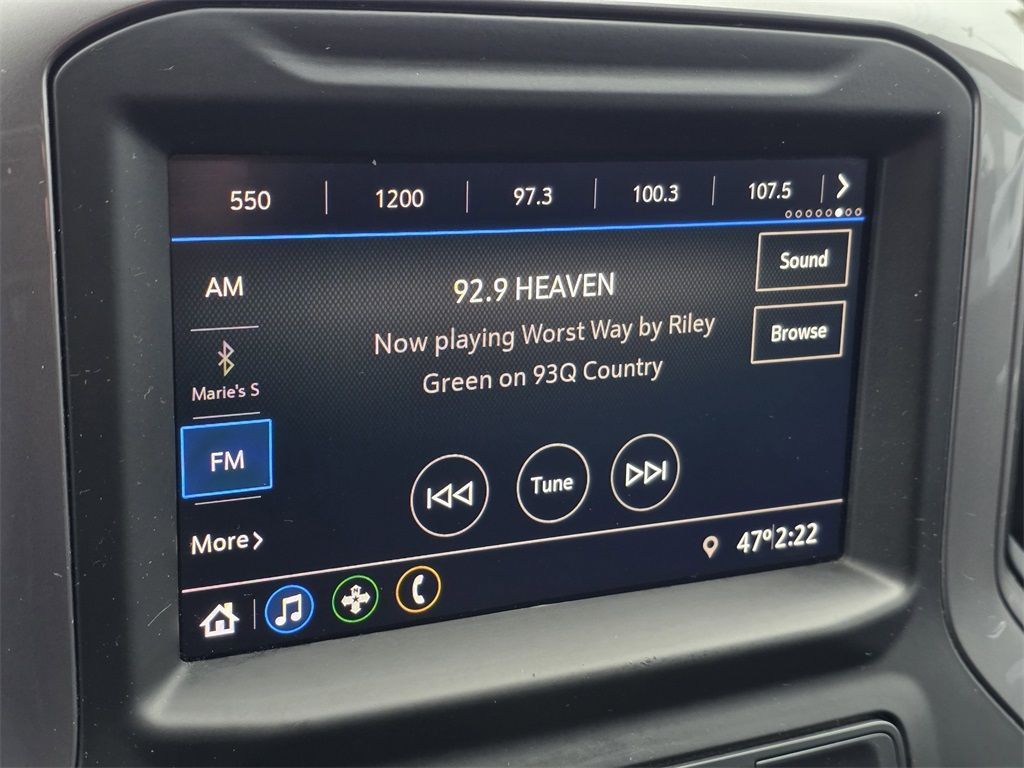 550 1200 97.3 100.3 107.5
AM
92.9 HEAVEN
Sound
Now playing Worst Way by Riley
Green on 93Q Country
Browse
Marie's S
FM
Tune
More
47º 2:22